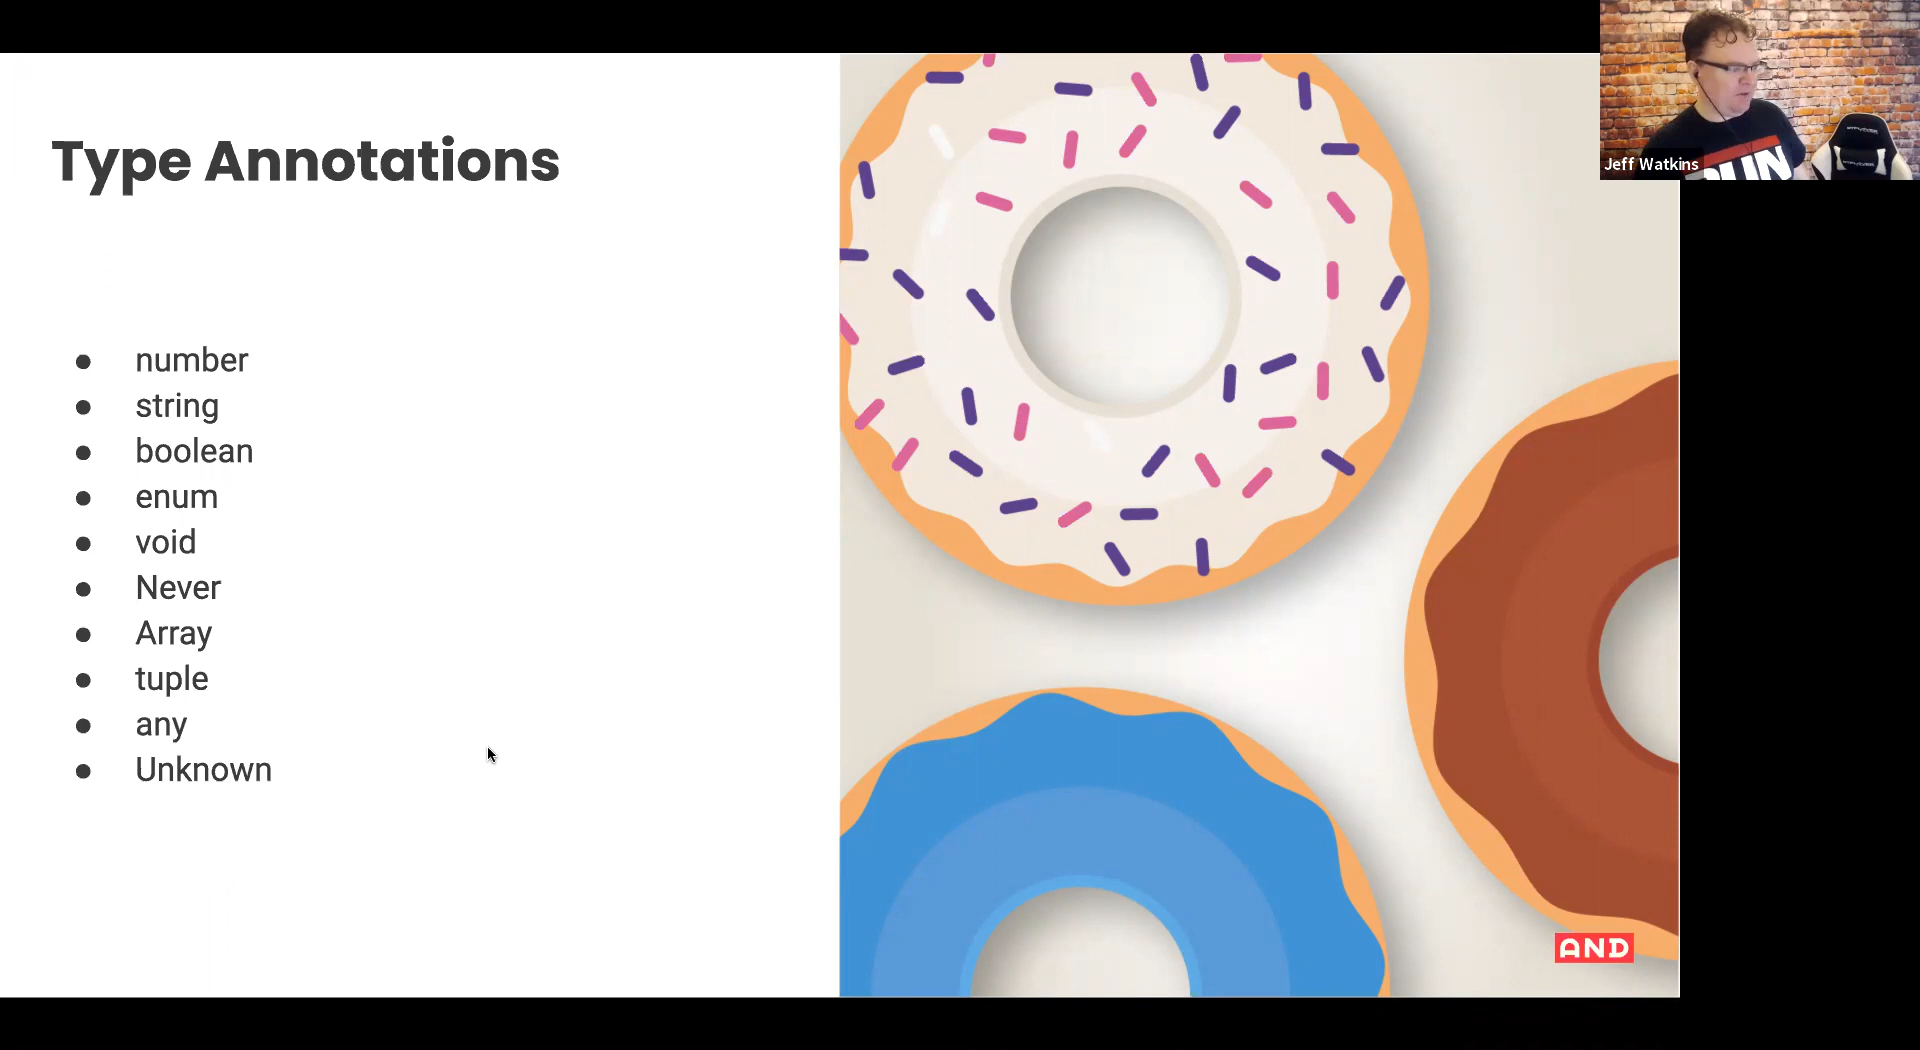 Type Annotations
number
string
boolean
enum
void
Never
Array
tuple
any
Unknown
Jeff Watkins
AND